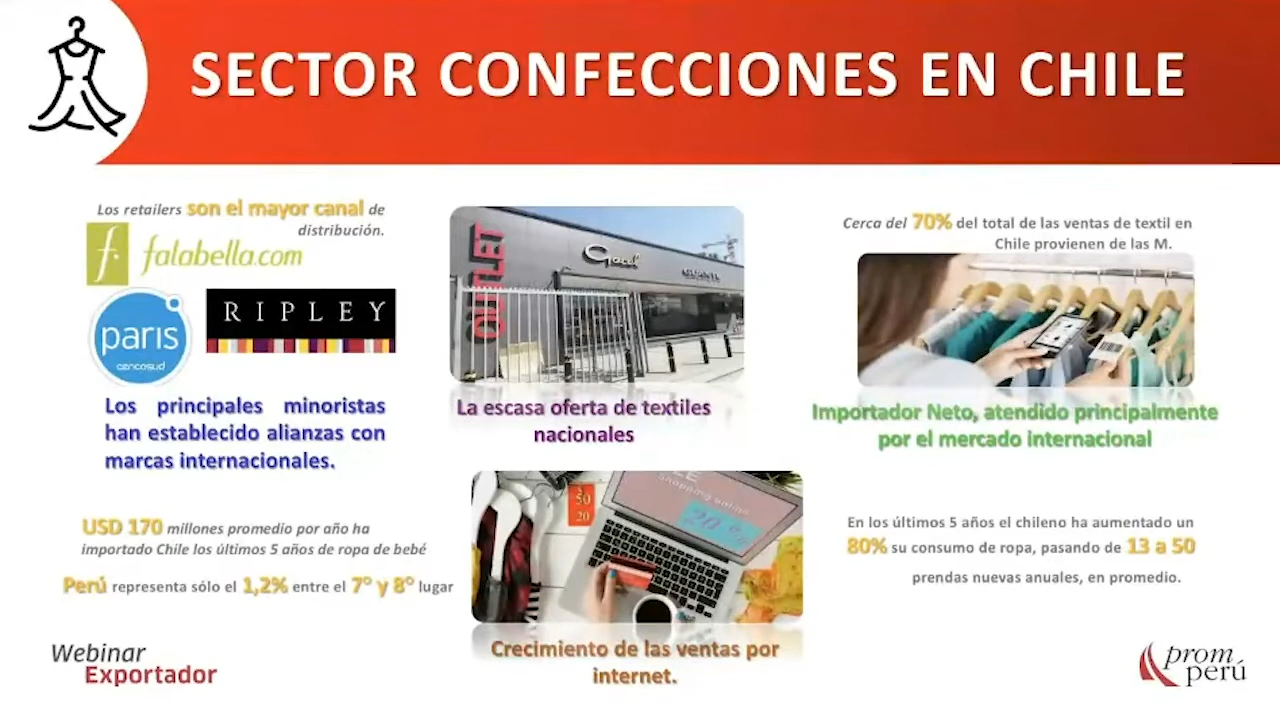 SECTOR CONFECCIONES EN CHILE
Los retailers son el mayor canal de
distribución.
f.
falabella.com
paris
cencosud
RIPLEY
Los principales minoristas
han establecido alianzas con
marcas internacionales.
USD 170 millones promedio por año ha
importado Chile los últimos 5 años de ropa de bebé
Perú representa sólo el 1,2% entre el 7° y 8° lugar
OUTLET
Gacel
La escasa oferta de textiles
nacionales
shopping online
20 %
50
20
Crecimiento de las ventas por
internet.
Cerca del 70% del total de las ventas de textil en
Chile provienen de las M.
Importador Neto, atendido principalmente
por el mercado internacional
En los últimos 5 años el chileno ha aumentado un
80% su consumo de ropa, pasando de 13 a 50
prendas nuevas anuales, en promedio.
Webinar
Exportador
prom
perú